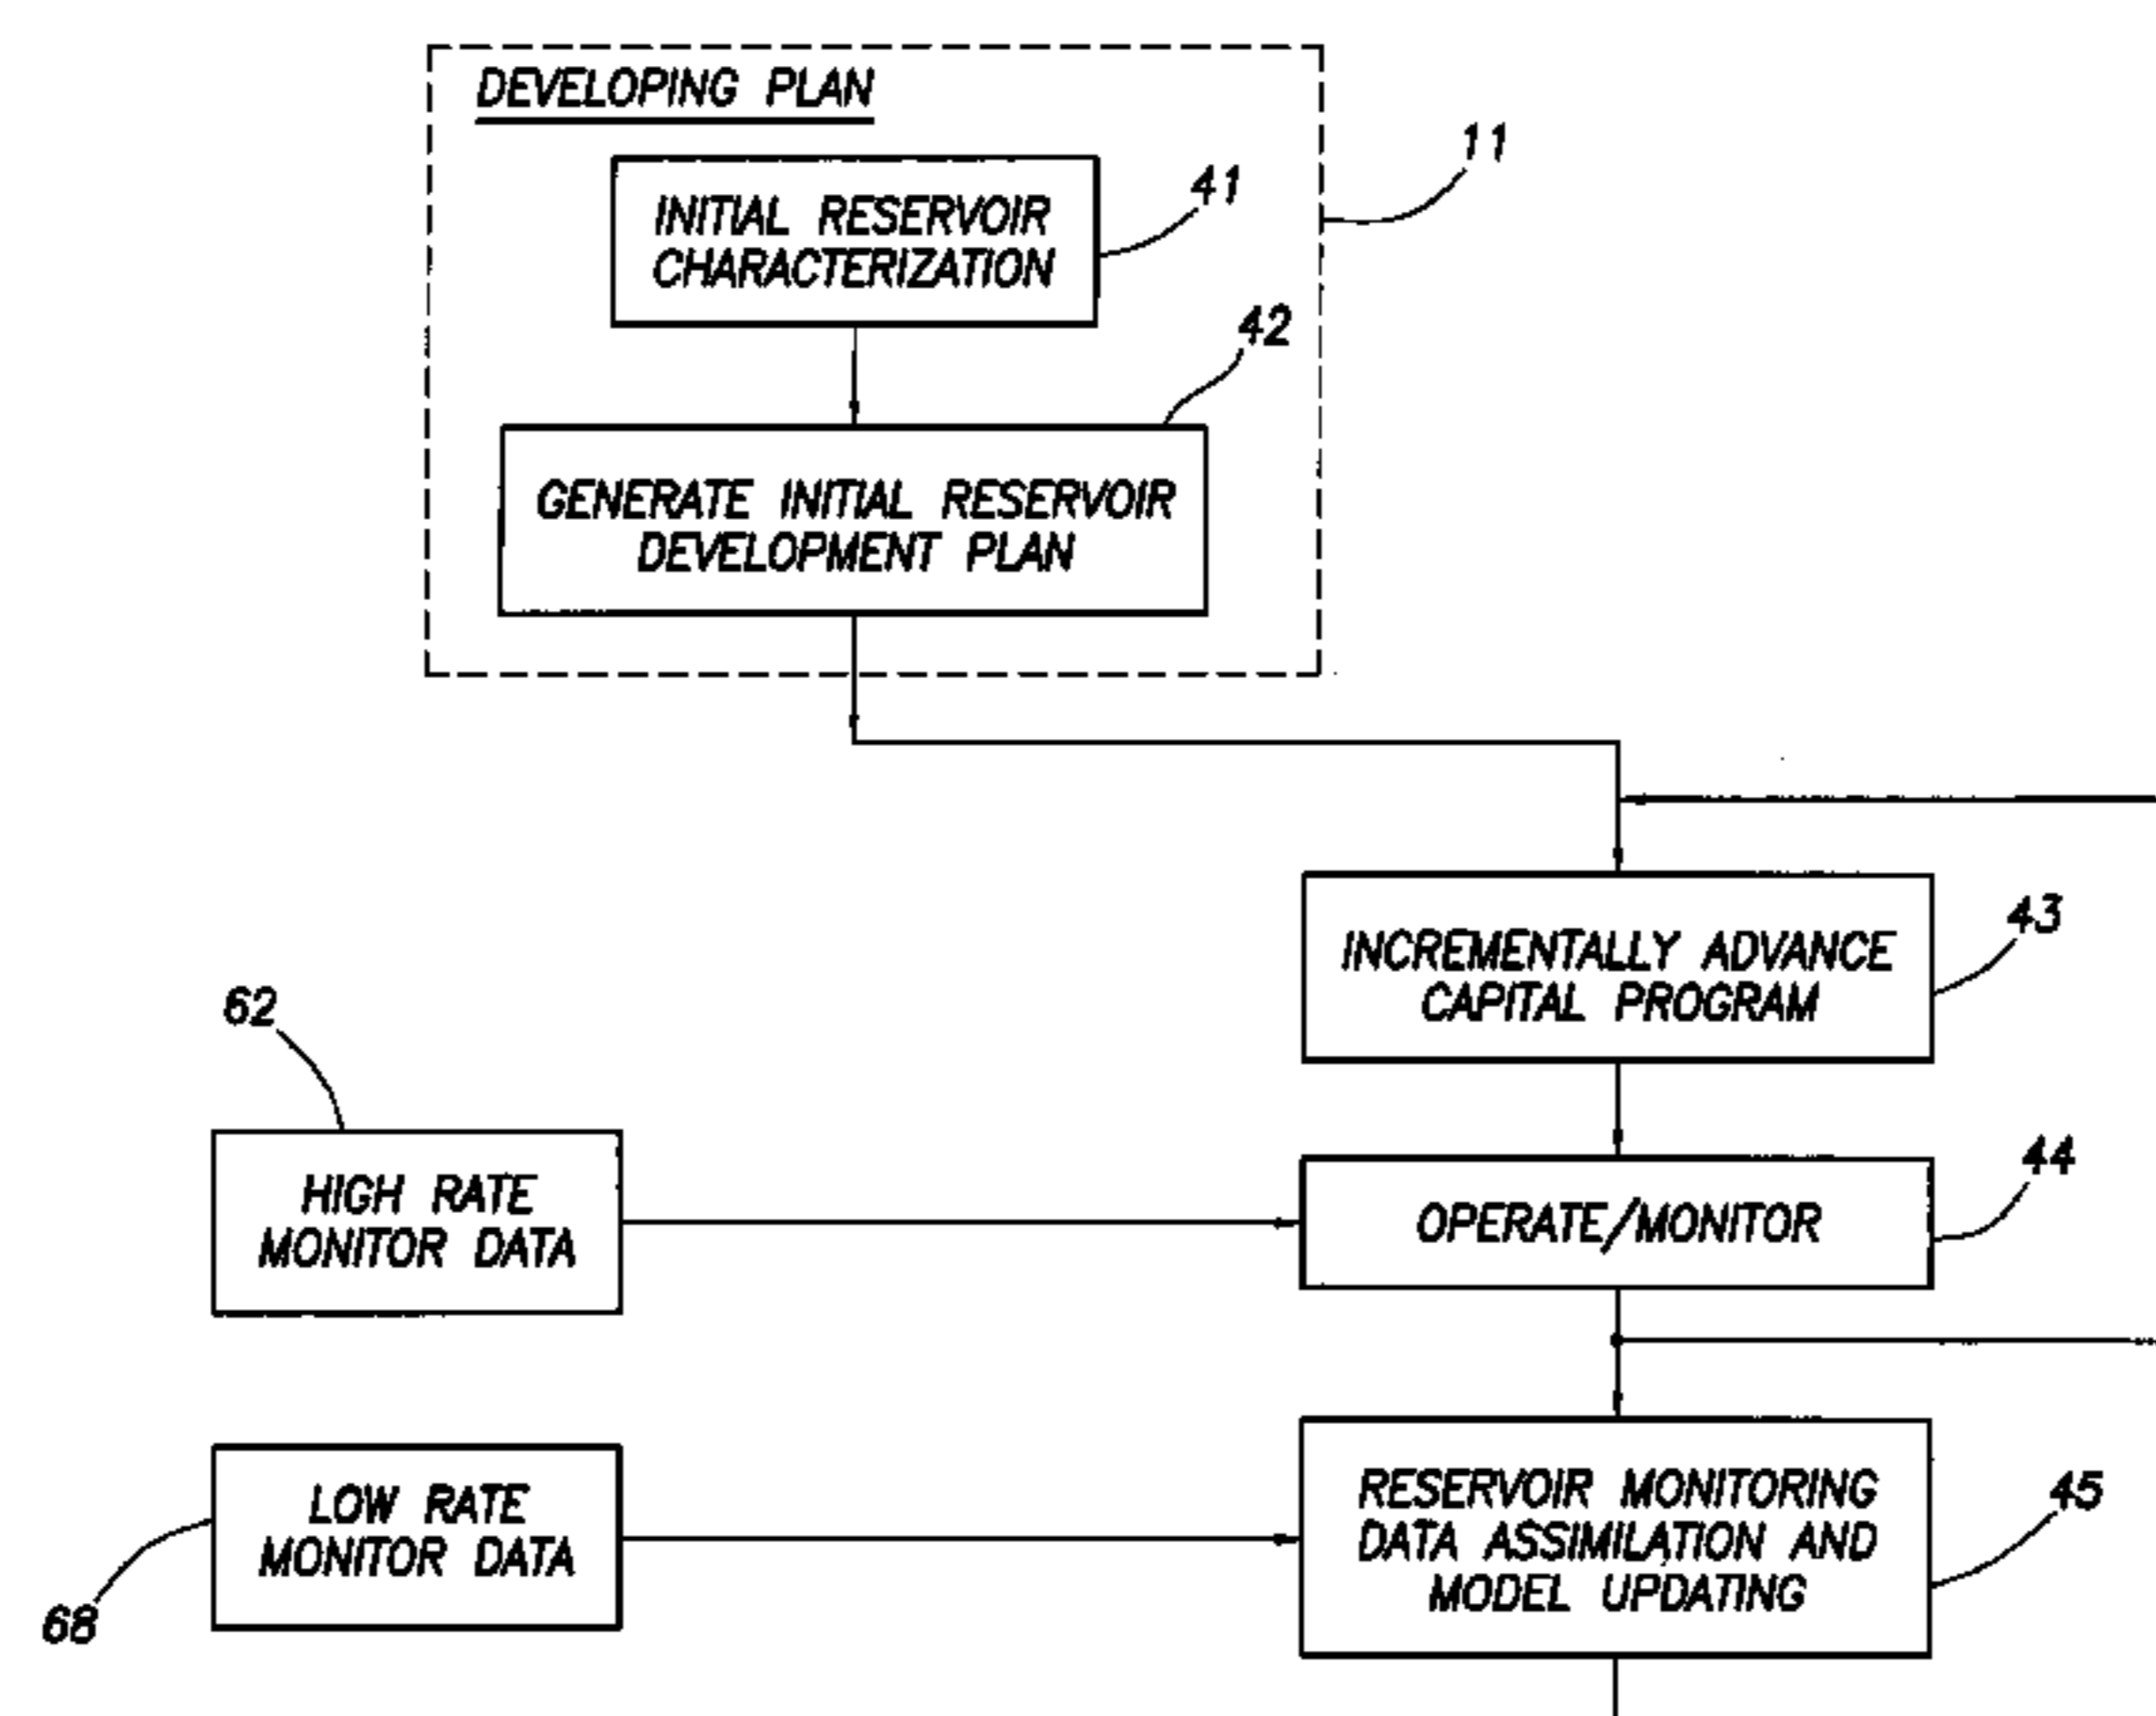 DEVELOPING PLAN
11
INITIAL RESERVOIR
CHARACTERIZATION
41
42
GENERATE INITIAL RESERVOIR
DEVELOPMENT PLAN
INCREMENTALLY ADVANCE
CAPITAL PROGRAM
43
62
HIGH RATE
MONITOR DATA
OPERATE/MONITOR
44
LOW RATE
MONITOR DATA
68
RESERVOIR MONITORING
DATA ASSIMILATION AND
MODEL UPDATING
45